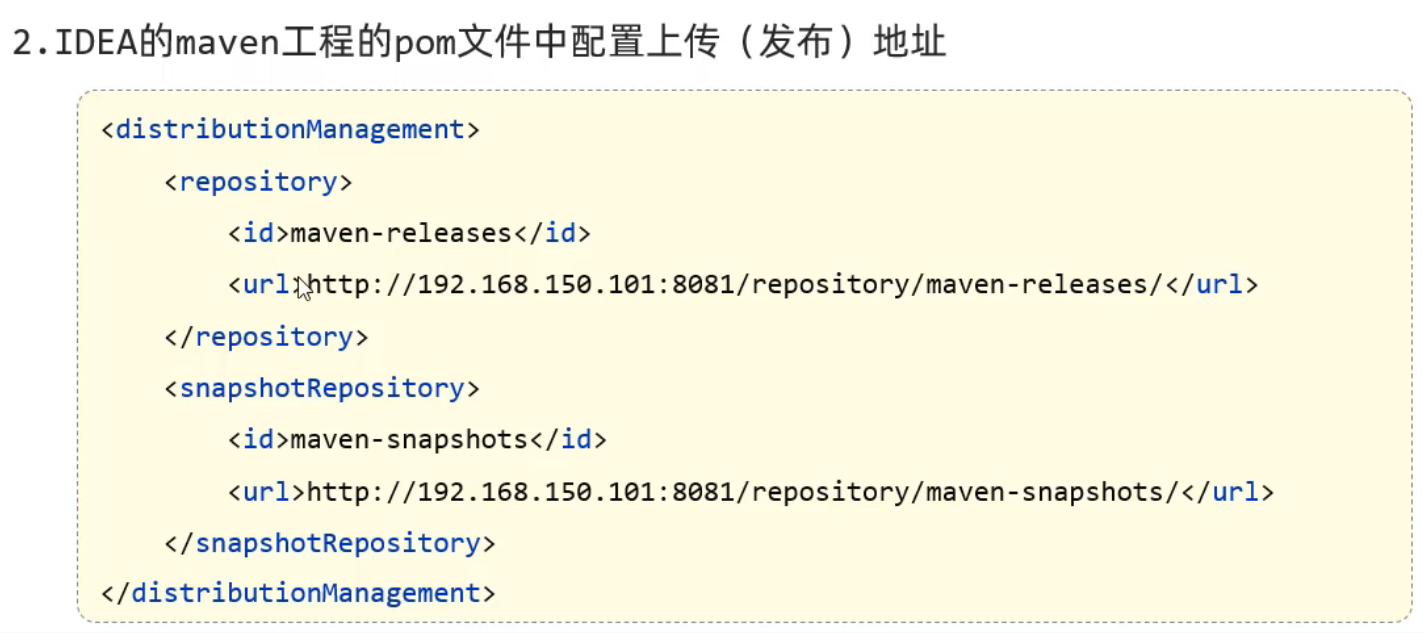 2.IDEA的maven工程的pom文件中配置上传（发布）地址
<distributionManagement>
    <repository>
        <id>maven-releases</id>
        <url>http://192.168.150.101:8081/repository/maven-releases/</url>
    </repository>
    <snapshotRepository>
        <id>maven-snapshots</id>
        <url>http://192.168.150.101:8081/repository/maven-snapshots/</url>
    </snapshotRepository>
</distributionManagement>